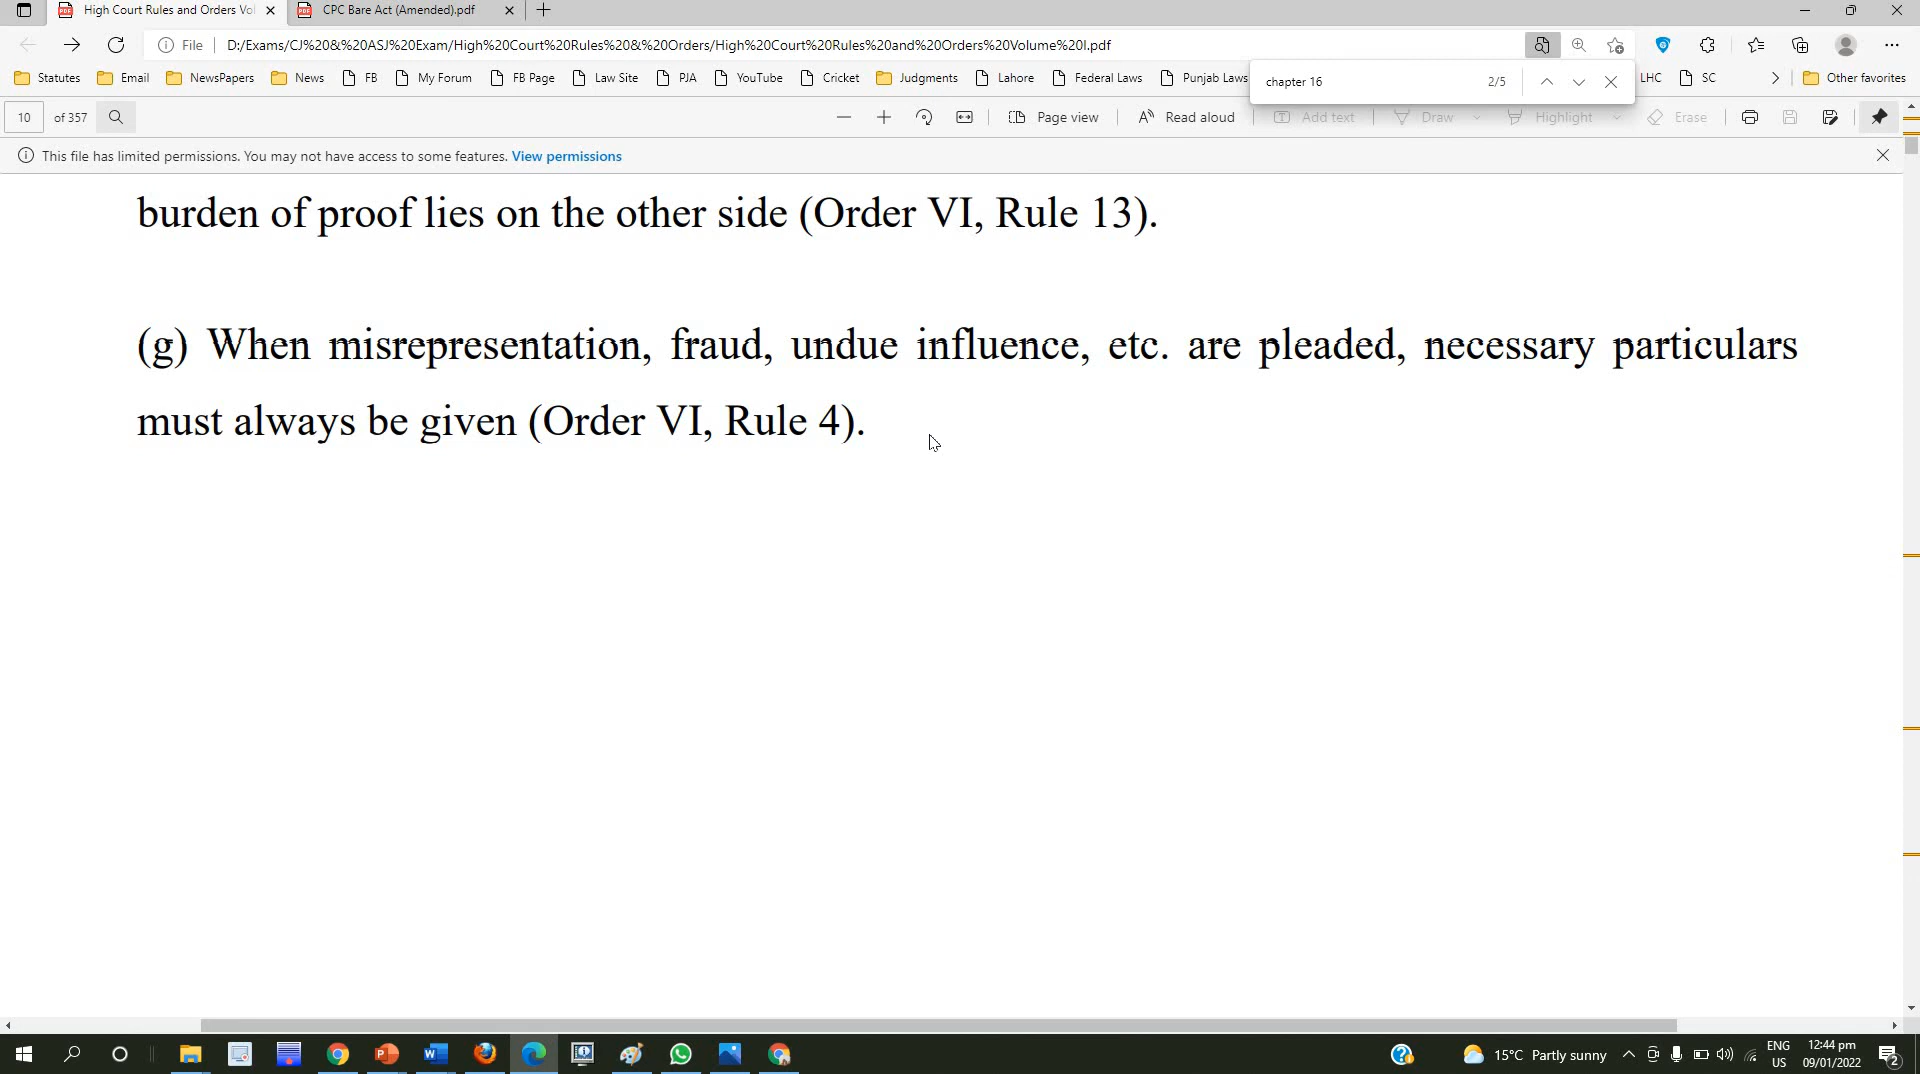 High Court Rules and Orders Vol
CPC Bare Act (Amended).pdf
File
D:/Exams/CJ%20&%20ASJ%20Exam/High%20Court%20Rules%20&%20Orders/High%20Court%20Rules%20and%20Orders%20Volume%20I.pdf
Statutes Email NewsPapers News FB My Forum FB Page Law Site PJA YouTube Cricket Judgments Lahore Federal Laws Punjab Laws LHC SC Other favorites
chapter 16 2/5
10 of 357 Page view Read aloud Add text Draw Highlight Erase
This file has limited permissions. You may not have access to some features. View permissions
burden of proof lies on the other side (Order VI, Rule 13).
(g) When misrepresentation, fraud, undue influence, etc. are pleaded, necessary particulars
must always be given (Order VI, Rule 4).
15°C Partly sunny
ENG
US
12:44 pm
09/01/2022
2